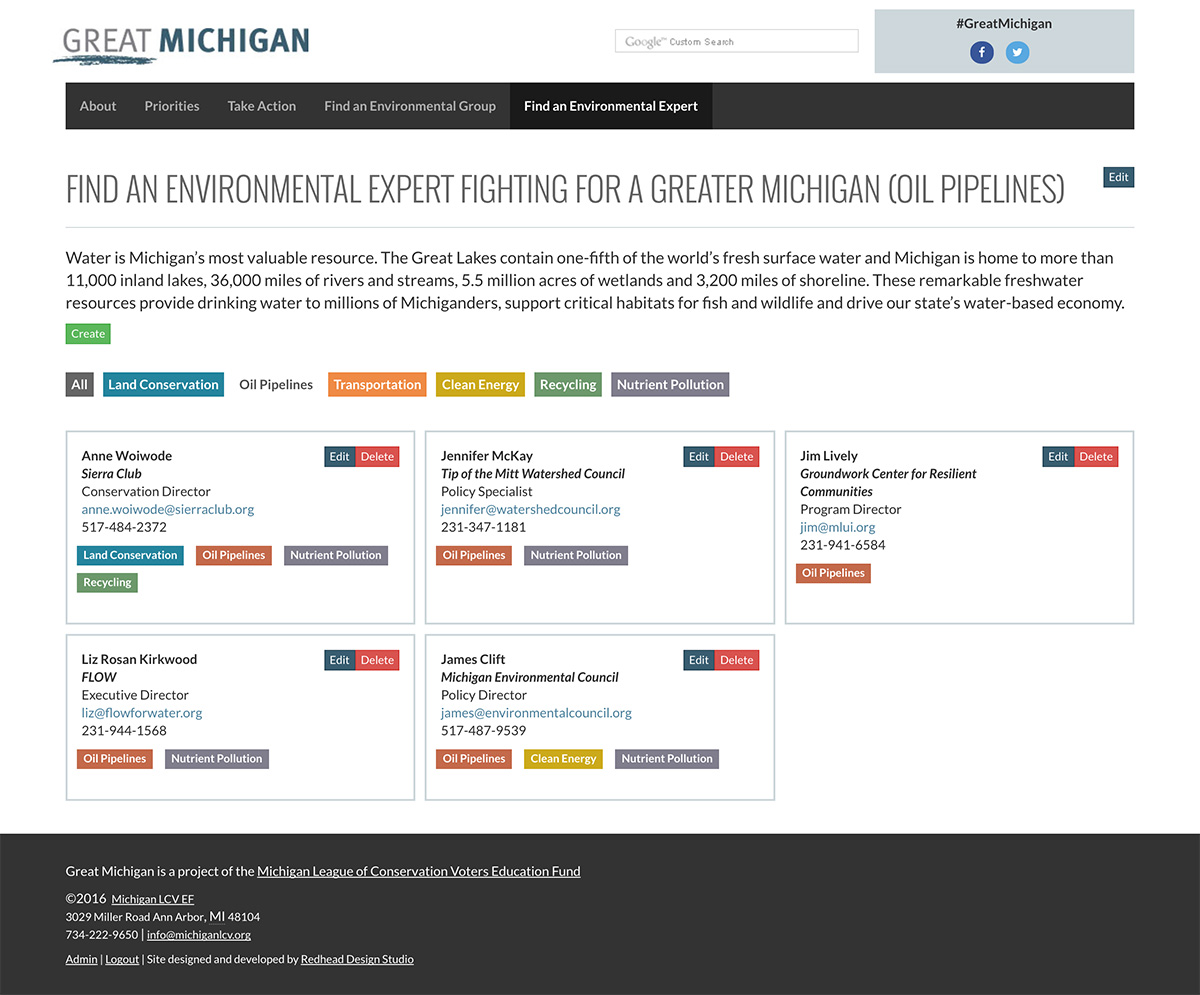 GREAT MICHIGAN
Google™ Custom Search
#GreatMichigan
About
Priorities
Take Action
Find an Environmental Group
Find an Environmental Expert
FIND AN ENVIRONMENTAL EXPERT FIGHTING FOR A GREATER MICHIGAN (OIL PIPELINES)
Edit
Water is Michigan’s most valuable resource. The Great Lakes contain one-fifth of the world’s fresh surface water and Michigan is home to more than
11,000 inland lakes, 36,000 miles of rivers and streams, 5.5 million acres of wetlands and 3,200 miles of shoreline. These remarkable freshwater
resources provide drinking water to millions of Michiganders, support critical habitats for fish and wildlife and drive our state’s water-based economy.
Create
All
Land Conservation
Oil Pipelines
Transportation
Clean Energy
Recycling
Nutrient Pollution
Anne Woiwode
Edit Delete
Sierra Club
Conservation Director
anne.woiwode@sierraclub.org
517-484-2372
Land Conservation Oil Pipelines Nutrient Pollution
Recycling
Jennifer McKay
Edit Delete
Tip of the Mitt Watershed Council
Policy Specialist
jennifer@watershedcouncil.org
231-347-1181
Oil Pipelines Nutrient Pollution
Jim Lively
Edit Delete
Groundwork Center for Resilient
Communities
Program Director
jim@mlui.org
231-941-6584
Oil Pipelines
Liz Rosan Kirkwood
Edit Delete
FLOW
Executive Director
liz@flowforwater.org
231-944-1568
Oil Pipelines Nutrient Pollution
James Clift
Edit Delete
Michigan Environmental Council
Policy Director
james@environmentalcouncil.org
517-487-9539
Oil Pipelines Clean Energy Nutrient Pollution
Great Michigan is a project of the Michigan League of Conservation Voters Education Fund
©2016 Michigan LCV EF
3029 Miller Road Ann Arbor, MI 48104
734-222-9650 | info@michiganlcv.org
Admin | Logout | Site designed and developed by Redhead Design Studio